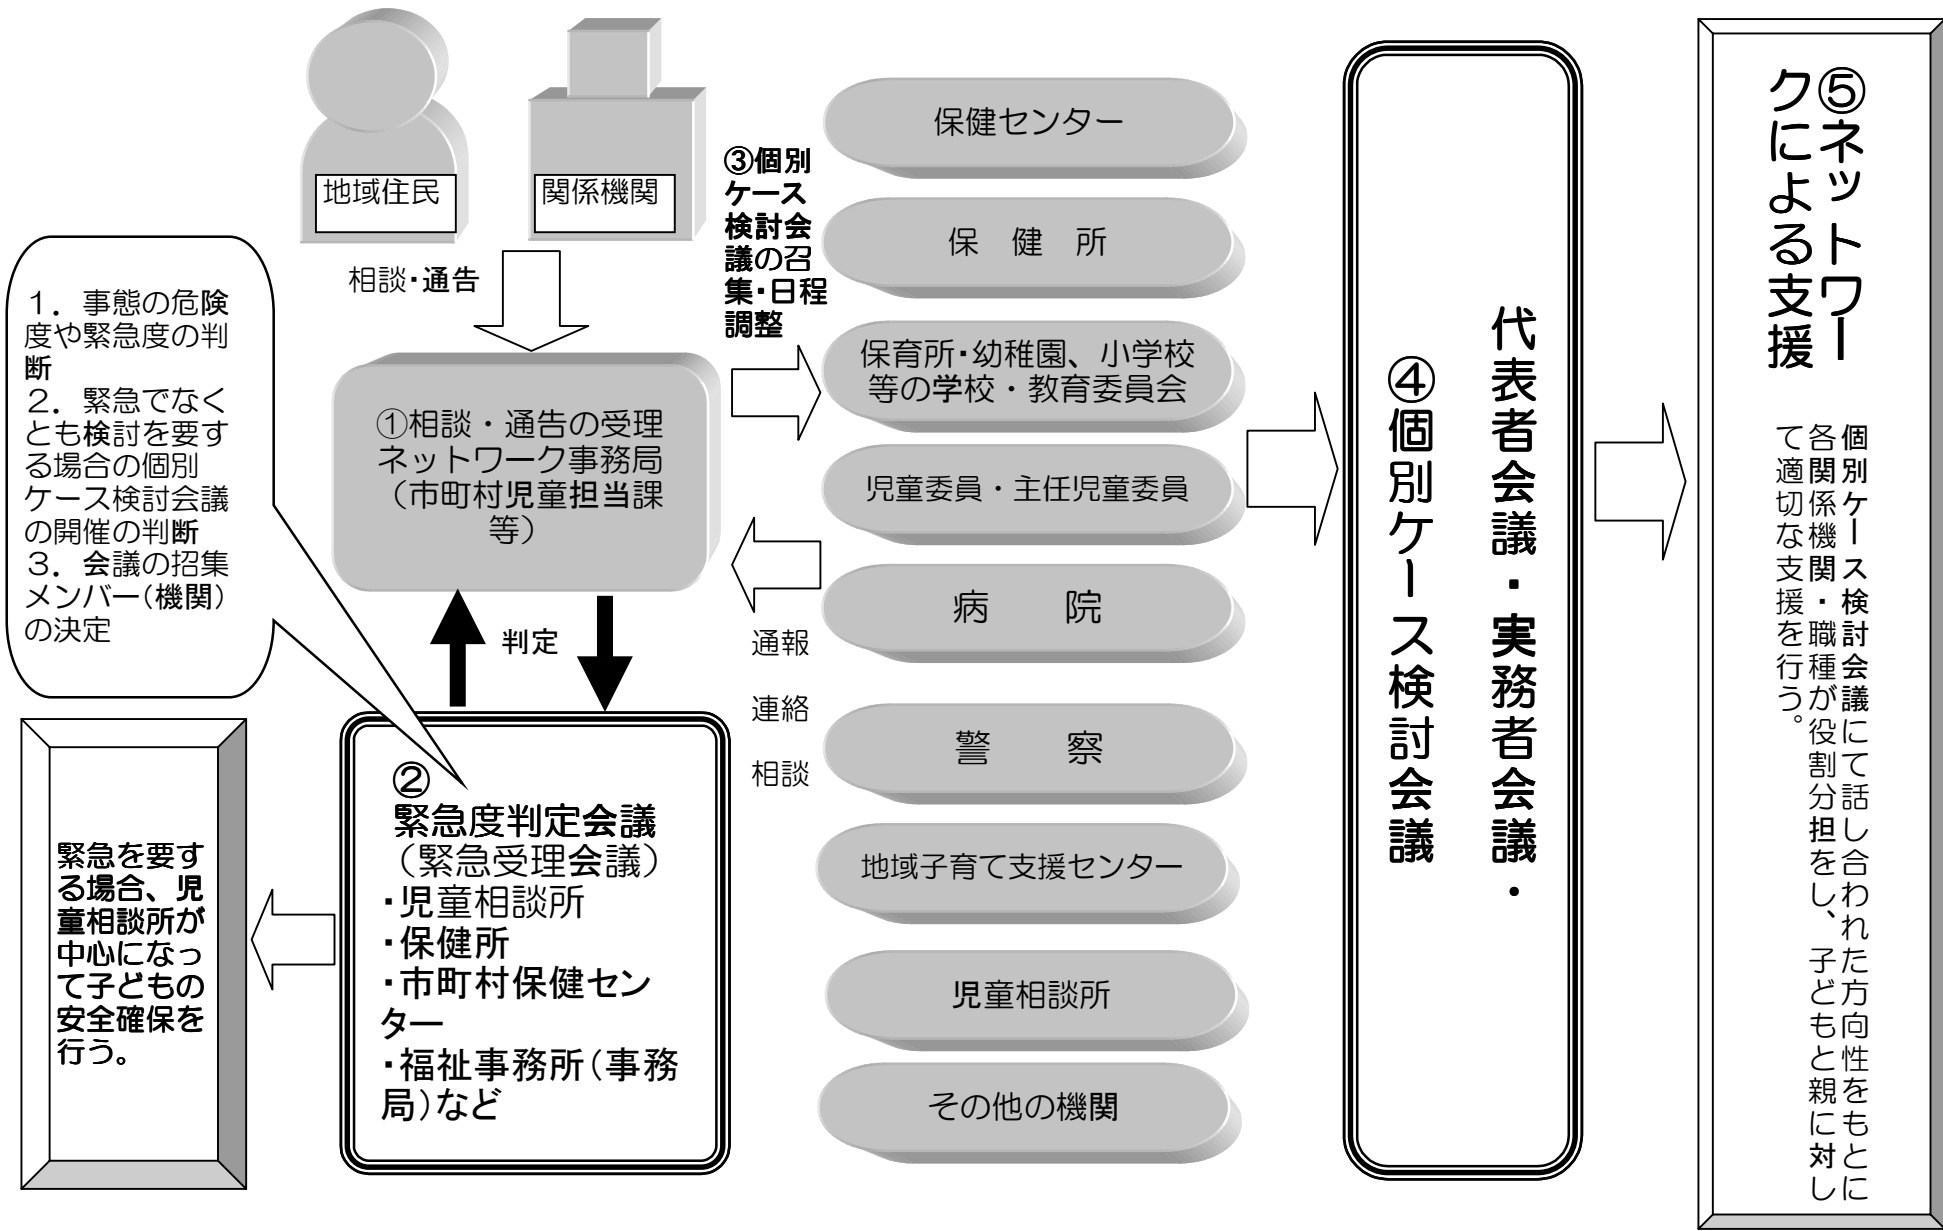 地域住民
関係機関
相談・通告
③個別
ケース
検討会
議の召
集・日程
調整
１．事態の危険
度や緊急度の判
断
２．緊急でなく
とも検討を要す
る場合の個別
ケース検討会議
の開催の判断
３．会議の招集
メンバー（機関）
の決定
①相談・通告の受理
ネットワーク事務局
（市町村児童担当課
等）
判定
通報
連絡
相談
②
緊急度判定会議
（緊急受理会議）
・児童相談所
・保健所
・市町村保健セン
ター
・福祉事務所（事務
局）など
緊急を要す
る場合、児
童相談所が
中心になっ
て子どもの
安全確保を
行う。
保健センター
保　健　所
保育所・幼稚園、小学校
等の学校・教育委員会
児童委員・主任児童委員
病　　院
警　　察
地域子育て支援センター
児童相談所
その他の機関
代表者会議・実務者会議・
④個別ケース検討会議
⑤ネットワー
クによる支援
個別ケース検討会議にて話し合われた方向性をもとに
各関係機関・職種が役割分担をし、子どもと親に対し
て適切な支援を行う。